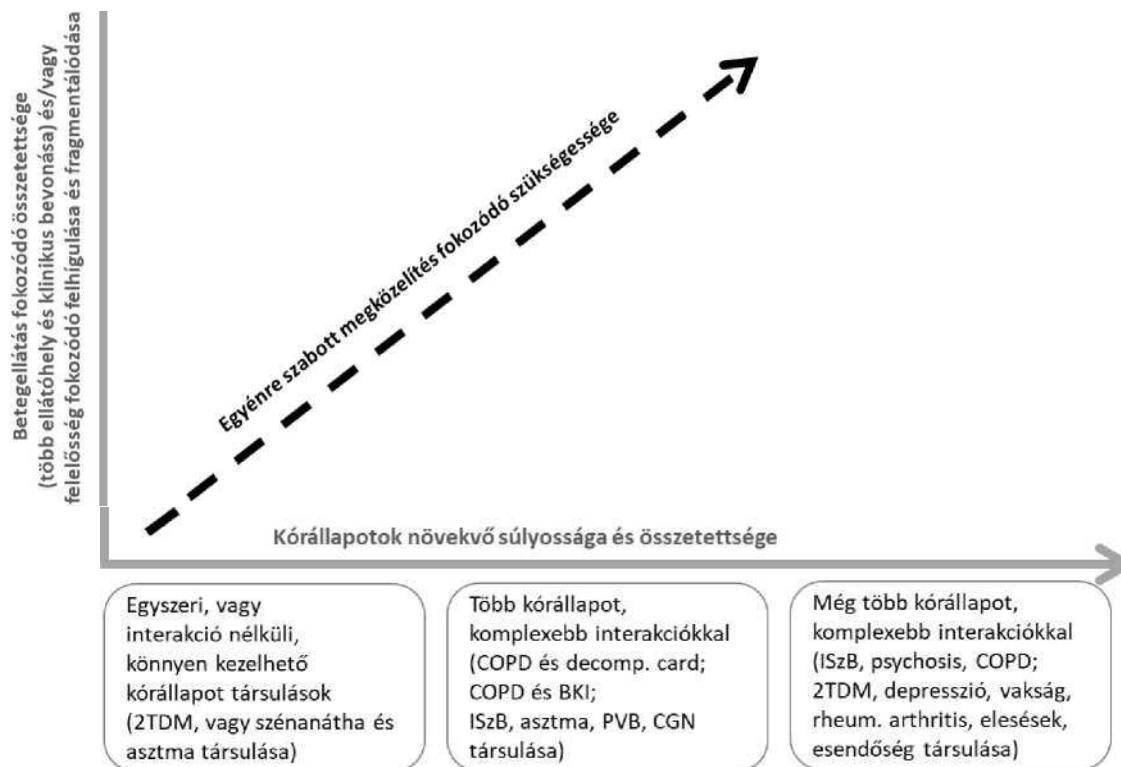 Betegellátás fokozódó összetettsége
(több ellátóhely és klinikus bevonása) és/vagy
felelősség fokozódó felhígulása és fragmentálódása
Egyénre szabott megközelítés fokozódó szükségessége
Kórállapotok növekvő súlyossága és összetettsége
Egyszeri, vagy
interakció nélküli,
könnyen kezelhető
kórállapot társulások
(2TDM, vagy szénanátha és
asztma társulása)
Több kórállapot,
komplexebb interakciókkal
(COPD és decomp. card;
COPD és BKI;
ISzB, asztma, PVB, CGN
társulása)
Még több kórállapot,
komplexebb interakciókkal
(ISzB, psychosis, COPD;
2TDM, depresszió, vakság,
rheum. arthritis, elesések,
esendőség társulása)